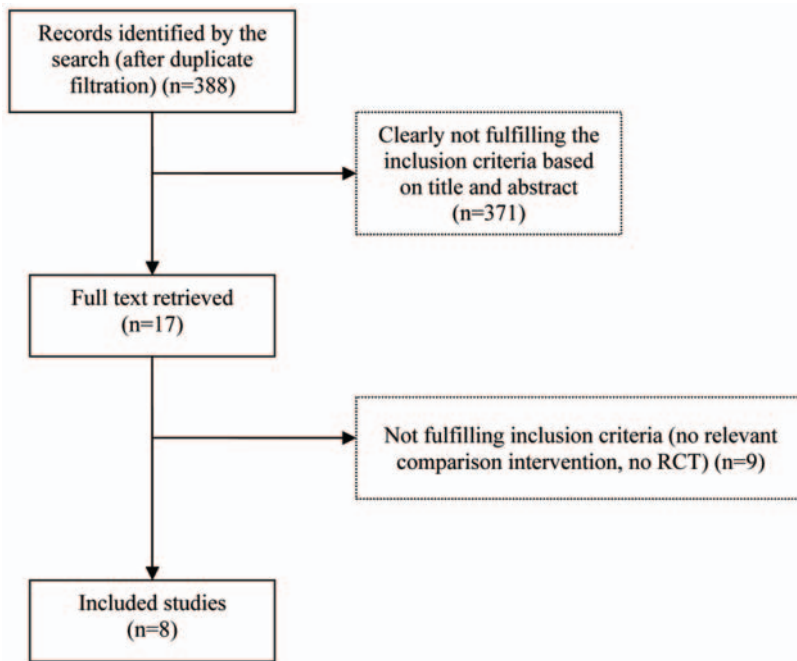 Records identified by the
search (after duplicate
filtration) (n=388)
Clearly not fulfilling the
inclusion criteria based
on title and abstract
(n=371)
Full text retrieved
(n=17)
Not fulfilling inclusion criteria (no relevant
comparison intervention, no RCT) (n=9)
Included studies
(n=8)